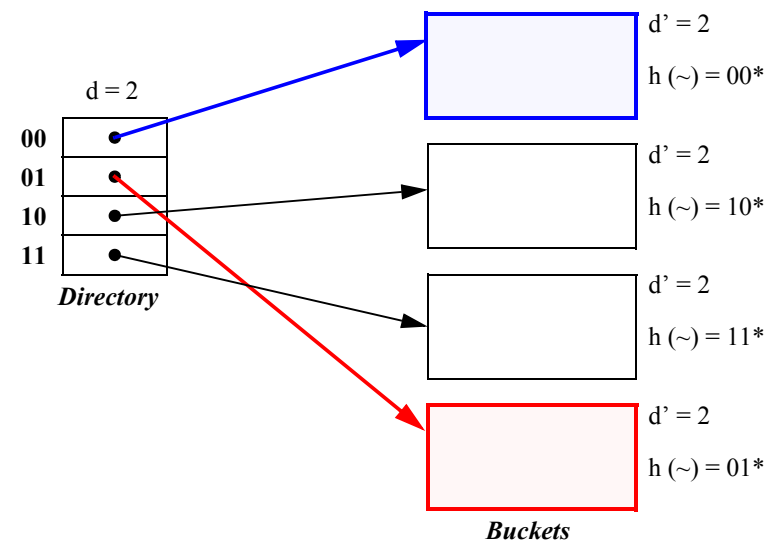 d = 2
00
01
10
11
Directory
d’ = 2
h (~) = 00*
d’ = 2
h (~) = 10*
d’ = 2
h (~) = 11*
d’ = 2
h (~) = 01*
Buckets